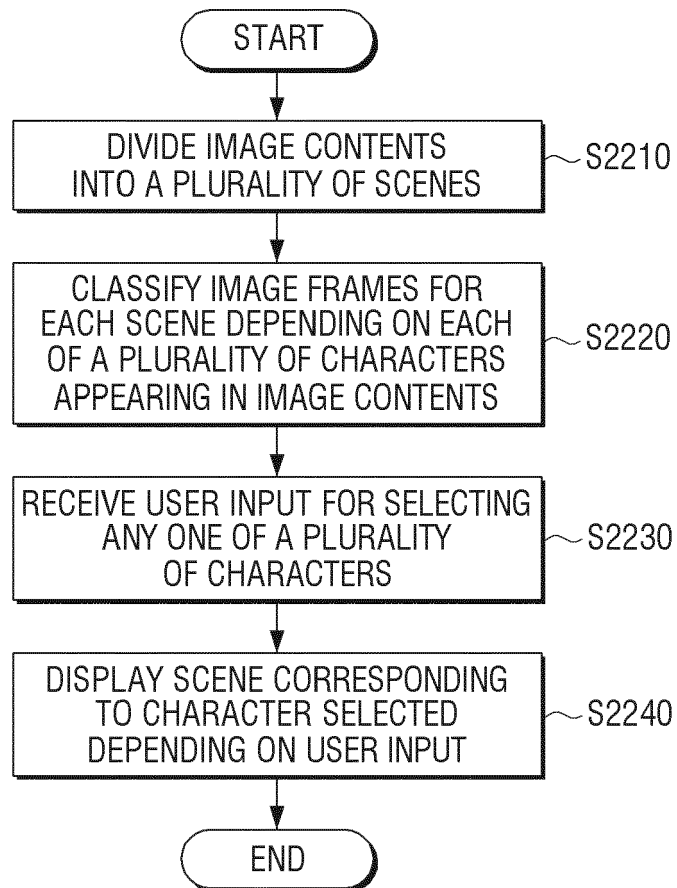 START
DIVIDE IMAGE CONTENTS
INTO A PLURALITY OF SCENES
S2210
CLASSIFY IMAGE FRAMES FOR
EACH SCENE DEPENDING ON EACH
OF A PLURALITY OF CHARACTERS
APPEARING IN IMAGE CONTENTS
S2220
RECEIVE USER INPUT FOR SELECTING
ANY ONE OF A PLURALITY
OF CHARACTERS
S2230
DISPLAY SCENE CORRESPONDING
TO CHARACTER SELECTED
DEPENDING ON USER INPUT
S2240
END